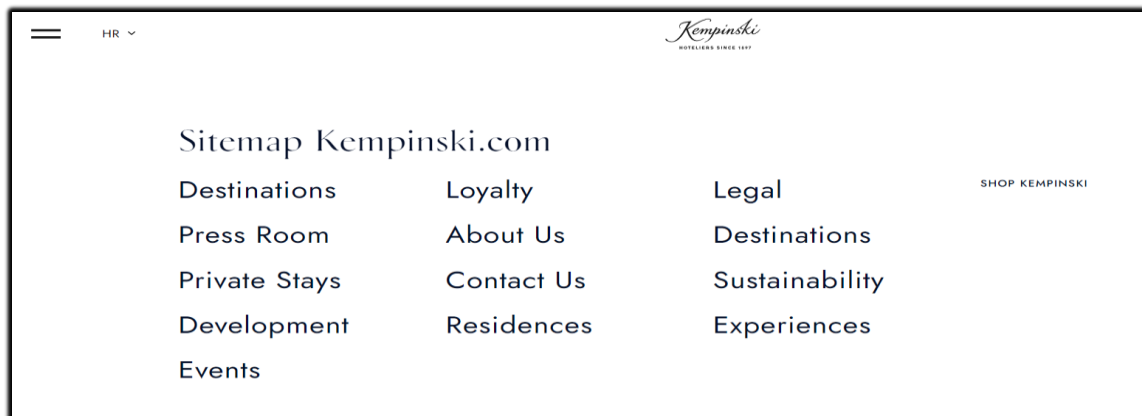 HR
Kempinski
HOTELIERS SINCE 1897
Sitemap Kempinski.com
Destinations
Press Room
Private Stays
Development
Events
Loyalty
About Us
Contact Us
Residences
Legal
Destinations
Sustainability
Experiences
SHOP KEMPINSKI